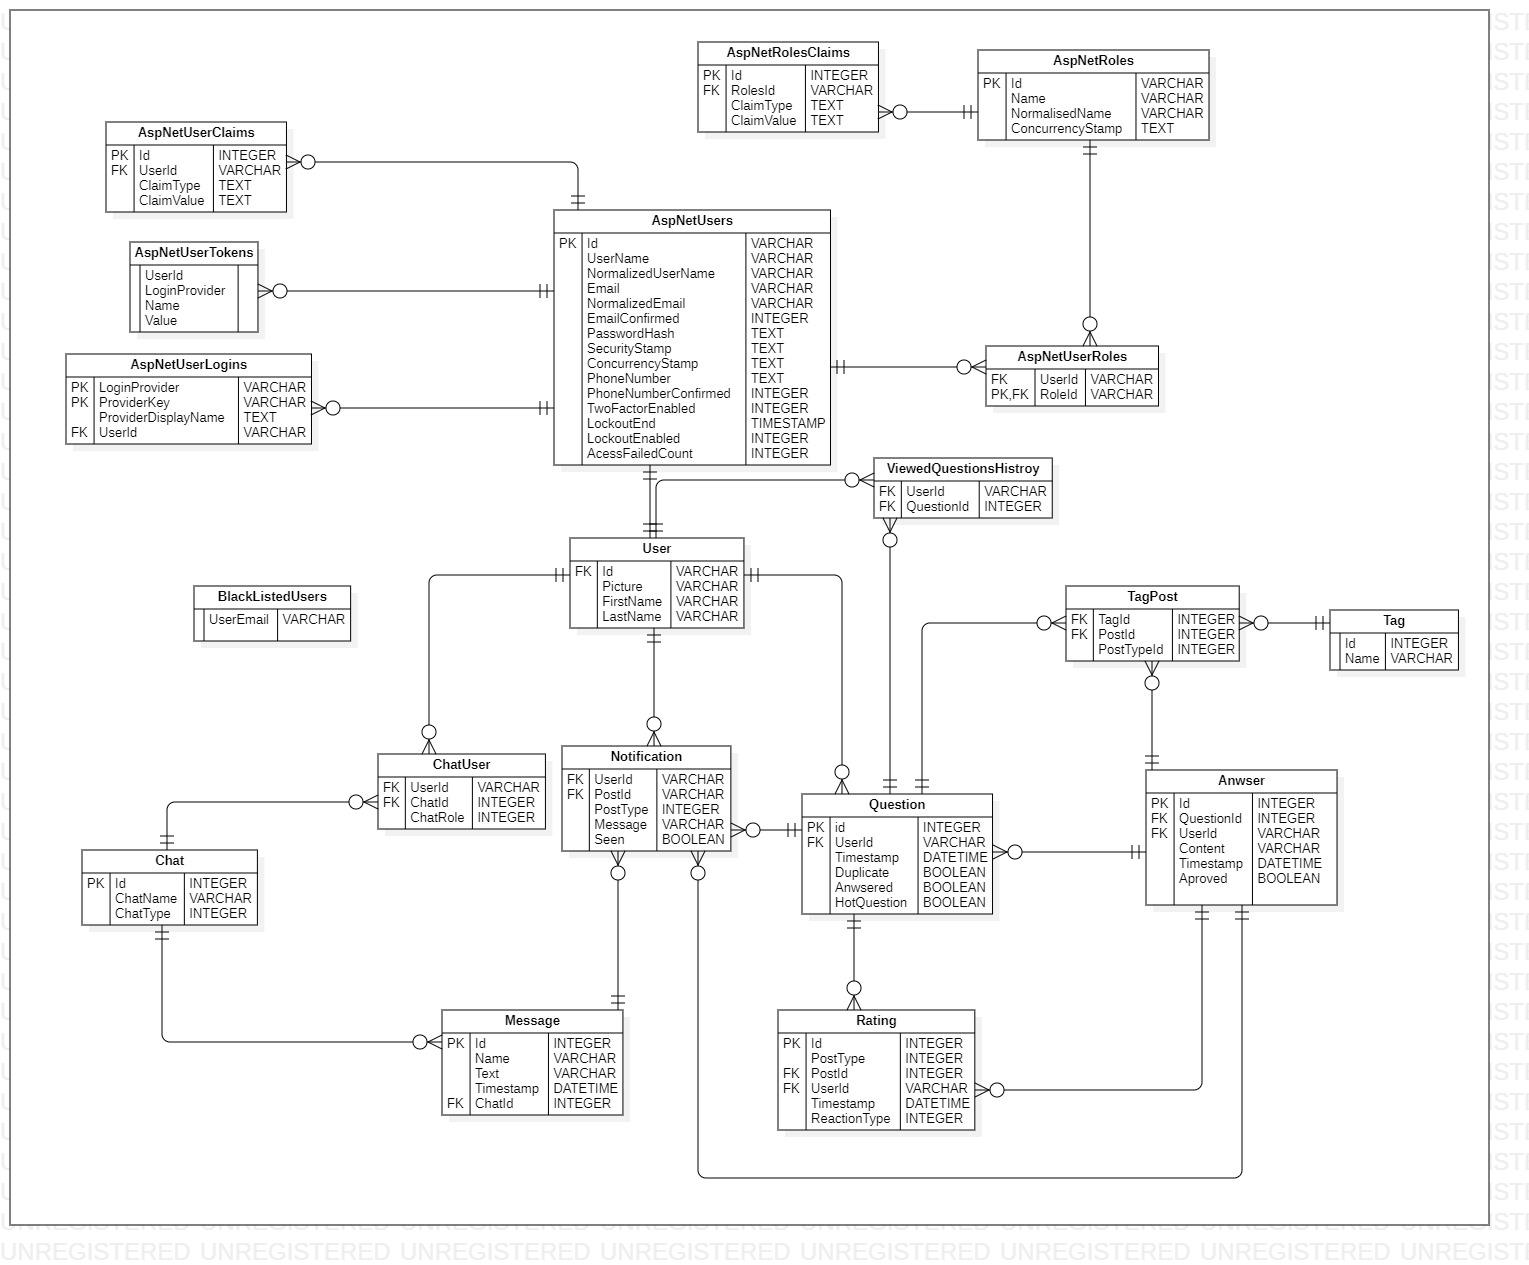 AspNetRolesClaims
PK Id INTEGER
FK RolesId VARCHAR
ClaimType TEXT
ClaimValue TEXT
AspNetRoles
PK Id VARCHAR
Name VARCHAR
NormalisedName VARCHAR
ConcurrencyStamp TEXT
AspNetUserClaims
PK Id INTEGER
FK UserId VARCHAR
ClaimType TEXT
ClaimValue TEXT
AspNetUsers
PK Id VARCHAR
UserName VARCHAR
NormalizedUserName VARCHAR
Email VARCHAR
NormalizedEmail VARCHAR
EmailConfirmed INTEGER
PasswordHash TEXT
SecurityStamp TEXT
ConcurrencyStamp TEXT
PhoneNumber TEXT
PhoneNumberConfirmed INTEGER
TwoFactorEnabled INTEGER
LockoutEnd TIMESTAMP
LockoutEnabled INTEGER
AcessFailedCount INTEGER
AspNetUserTokens
UserId
LoginProvider
Name
Value
AspNetUserLogins
PK LoginProvider VARCHAR
PK ProviderKey VARCHAR
ProviderDisplayName TEXT
FK UserId VARCHAR
AspNetUserRoles
FK UserId VARCHAR
PK,FK RoleId VARCHAR
ViewedQuestionsHistroy
FK UserId VARCHAR
FK QuestionId INTEGER
User
FK Id VARCHAR
Picture VARCHAR
FirstName VARCHAR
LastName VARCHAR
BlackListedUsers
UserEmail VARCHAR
TagPost
FK TagId INTEGER
FK PostId INTEGER
PostTypeId INTEGER
Tag
Id INTEGER
Name VARCHAR
ChatUser
FK UserId VARCHAR
FK ChatId INTEGER
ChatRole INTEGER
Notification
FK UserId VARCHAR
FK PostId VARCHAR
PostType INTEGER
Message VARCHAR
Seen BOOLEAN
Question
PK id INTEGER
FK UserId VARCHAR
Timestamp DATETIME
Duplicate BOOLEAN
Anwsered BOOLEAN
HotQuestion BOOLEAN
Anwser
PK Id INTEGER
FK QuestionId INTEGER
FK UserId VARCHAR
Content VARCHAR
Timestamp DATETIME
Aproved BOOLEAN
Chat
PK Id INTEGER
ChatName VARCHAR
ChatType INTEGER
Message
PK Id INTEGER
Name VARCHAR
Text VARCHAR
Timestamp DATETIME
FK ChatId INTEGER
Rating
PK Id INTEGER
PostType INTEGER
FK PostId INTEGER
FK UserId VARCHAR
Timestamp DATETIME
ReactionType INTEGER
UNREGISTERED UNREGISTERED UNREGISTERED UNREGISTERED UNREGISTERED UNREGISTERED UNREGISTERED UNREGIST